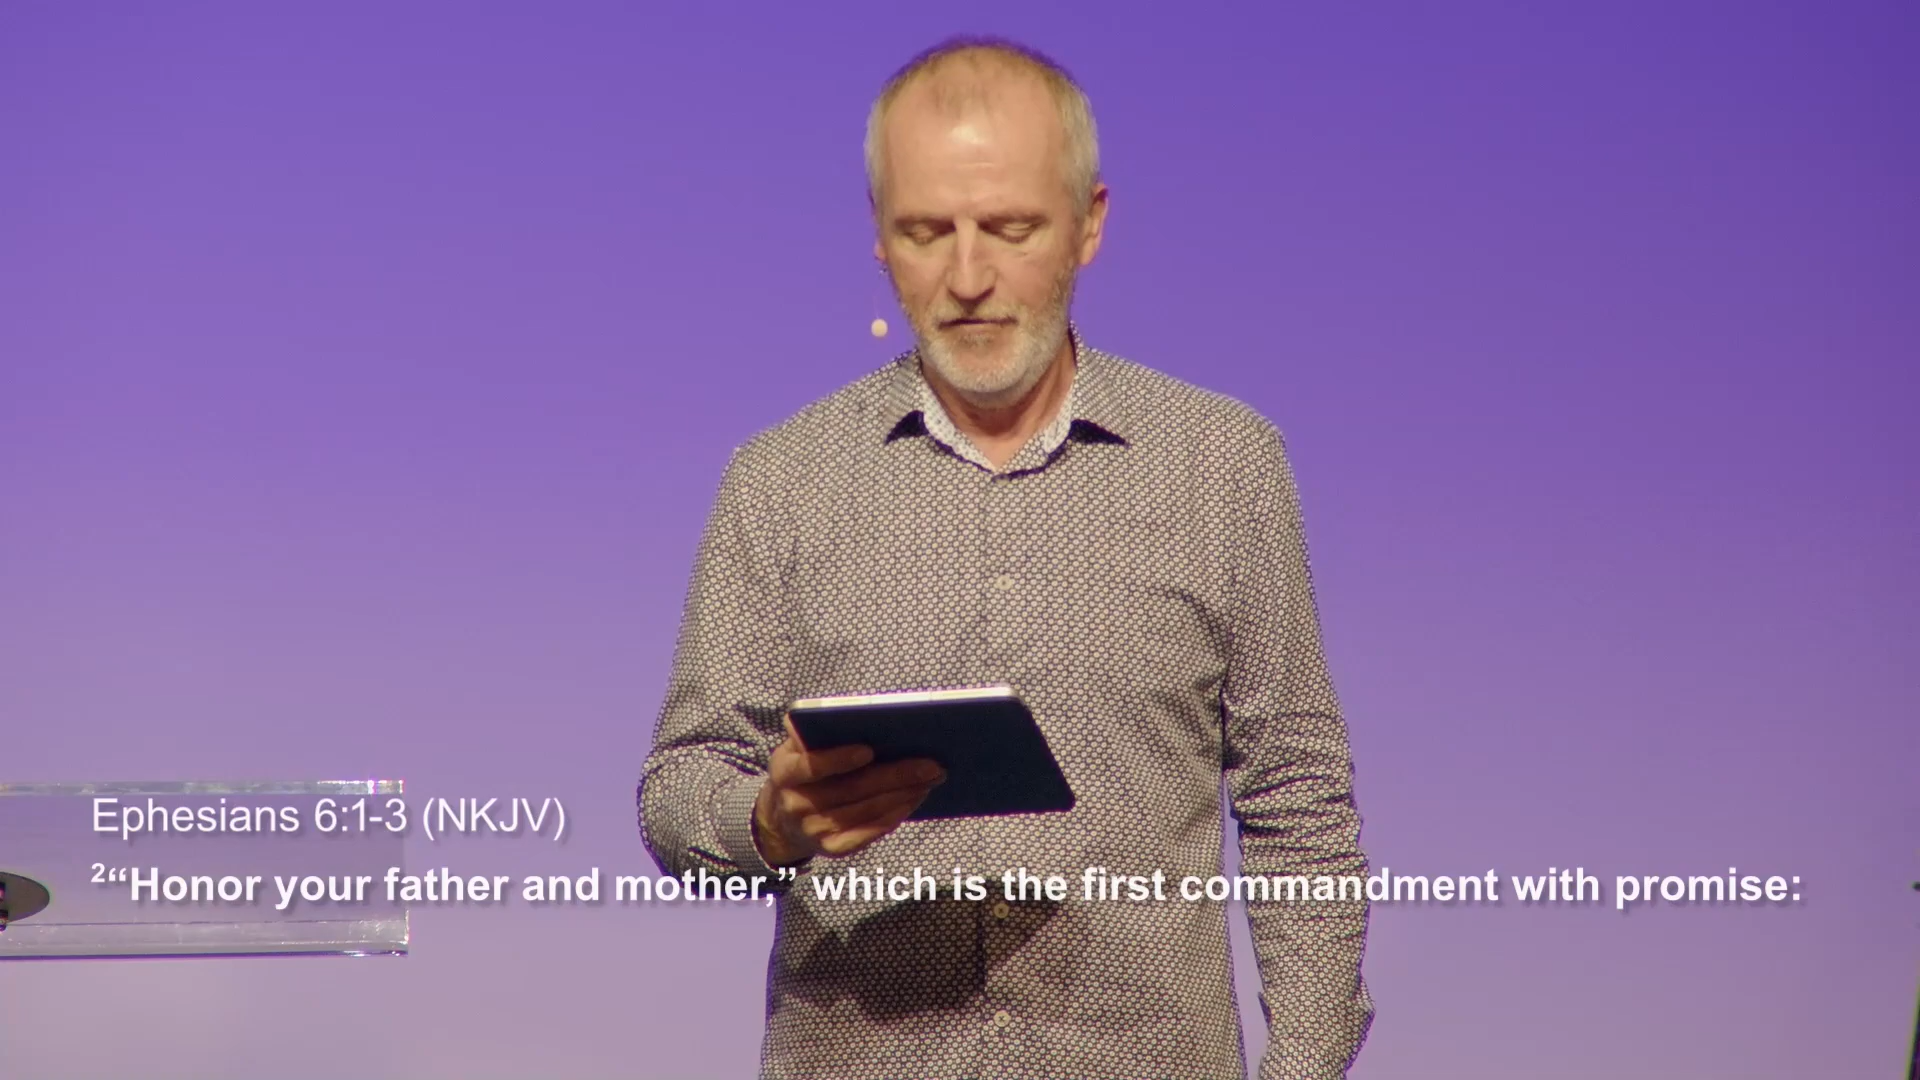 Ephesians 6:1-3 (NKJV)
²“Honor your father and mother,” which is the first commandment with promise: